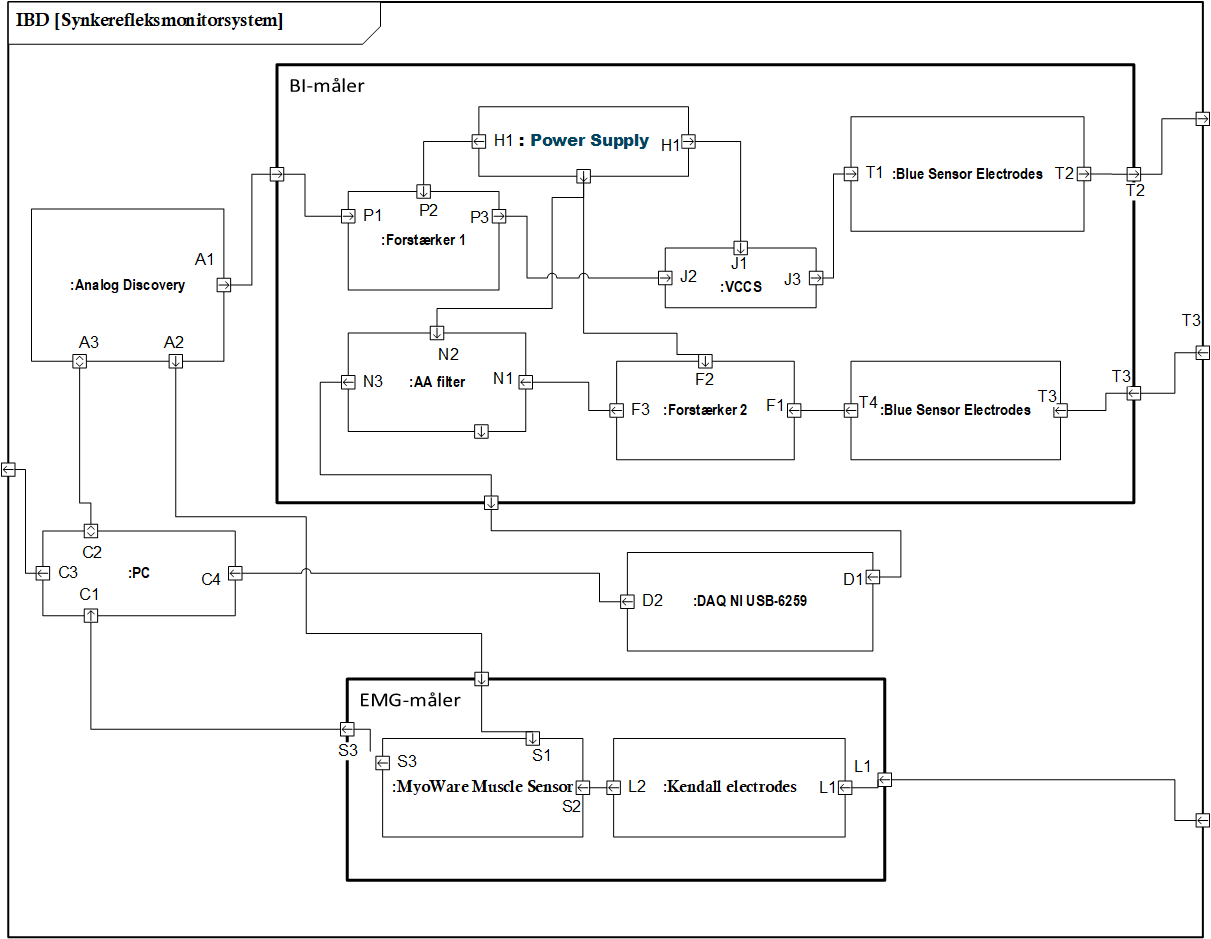 IBD [Synkerefleksmonitorsystem]
BI-måler
H1 : Power Supply H1
T1 :Blue Sensor Electrodes T2
T2
P1 P2 P3
:Forstærker 1
A1
:Analog Discovery
A3 A2
J1
J2 J3
:VCCS
T3
T3
N2
N3 :AA filter N1
F2
F3 :Forstærker 2 F1
T3
T4 :Blue Sensor Electrodes
C2
C3 :PC C4
C1
D1
D2 :DAQ NI USB-6259
EMG-måler
S3
S1
S3
:MyoWare Muscle Sensor
S2
L1
L2 :Kendall electrodes L1